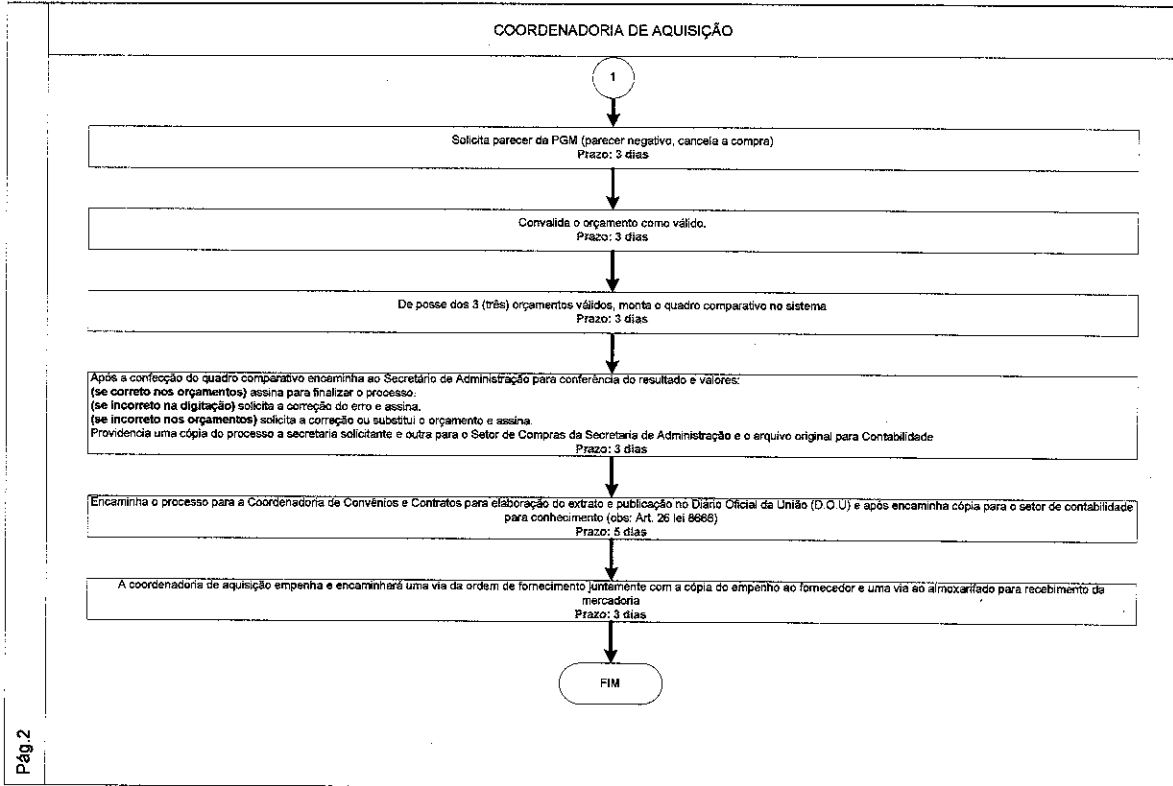 COORDENADORIA DE AQUISIÇÃO
1
Solicita parecer da PGM (parecer negativo, cancela a compra)
Prazo: 3 dias
Convalida o orçamento como válido.
Prazo: 3 dias
De posse dos 3 (três) orçamentos válidos, monta o quadro comparativo no sistema
Prazo: 3 dias
Após a confecção do quadro comparativo encaminha ao Secretário de Administração para conferência do resultado e valores:
(se correto nos orçamentos) assina para finalizar o processo.
(se incorreto na digitação) solicita a correção do erro e assina.
(se incorreto nos orçamentos) solicita a correção ou substitui o orçamento e assina.
Providencia uma cópia do processo a secretaria solicitante e outra para o Setor de Compras da Secretaria de Administração e o arquivo original para Contabilidade
Prazo: 3 dias
Encaminha o processo para a Coordenadoria de Convênios e Contratos para elaboração do extrato e publicação no Diário Oficial da União (D.O.U) e após encaminha cópia para o setor de contabilidade
para conhecimento (obs: Art. 26 lei 8666)
Prazo: 5 dias
A coordenadoria de aquisição empenha e encaminhará uma via da ordem de fornecimento juntamente com a cópia do empenho ao fornecedor e uma via ao almoxarifado para recebimento da
mercadoria
Prazo: 3 dias
FIM
Pág.2